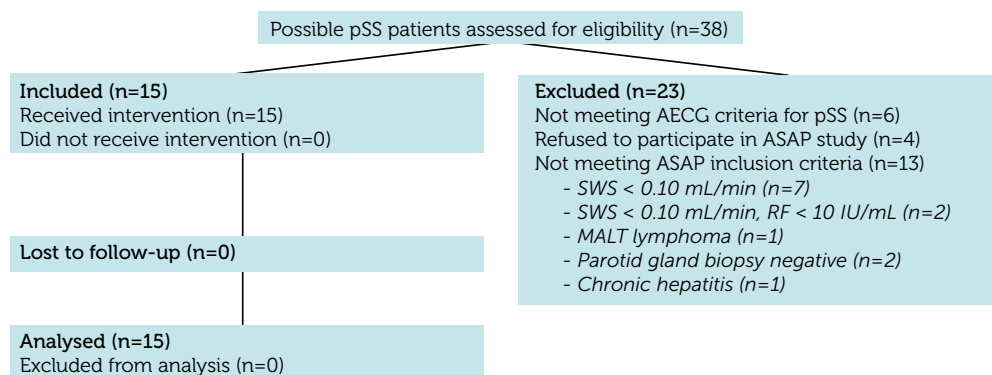 Possible pSS patients assessed for eligibility (n=38)
Included (n=15)
Received intervention (n=15)
Did not receive intervention (n=0)
Excluded (n=23)
Not meeting AECG criteria for pSS (n=6)
Refused to participate in ASAP study (n=4)
Not meeting ASAP inclusion criteria (n=13)
- SWS < 0.10 mL/min (n=7)
- SWS < 0.10 mL/min, RF < 10 IU/mL (n=2)
- MALT lymphoma (n=1)
- Parotid gland biopsy negative (n=2)
- Chronic hepatitis (n=1)
Lost to follow-up (n=0)
Analysed (n=15)
Excluded from analysis (n=0)